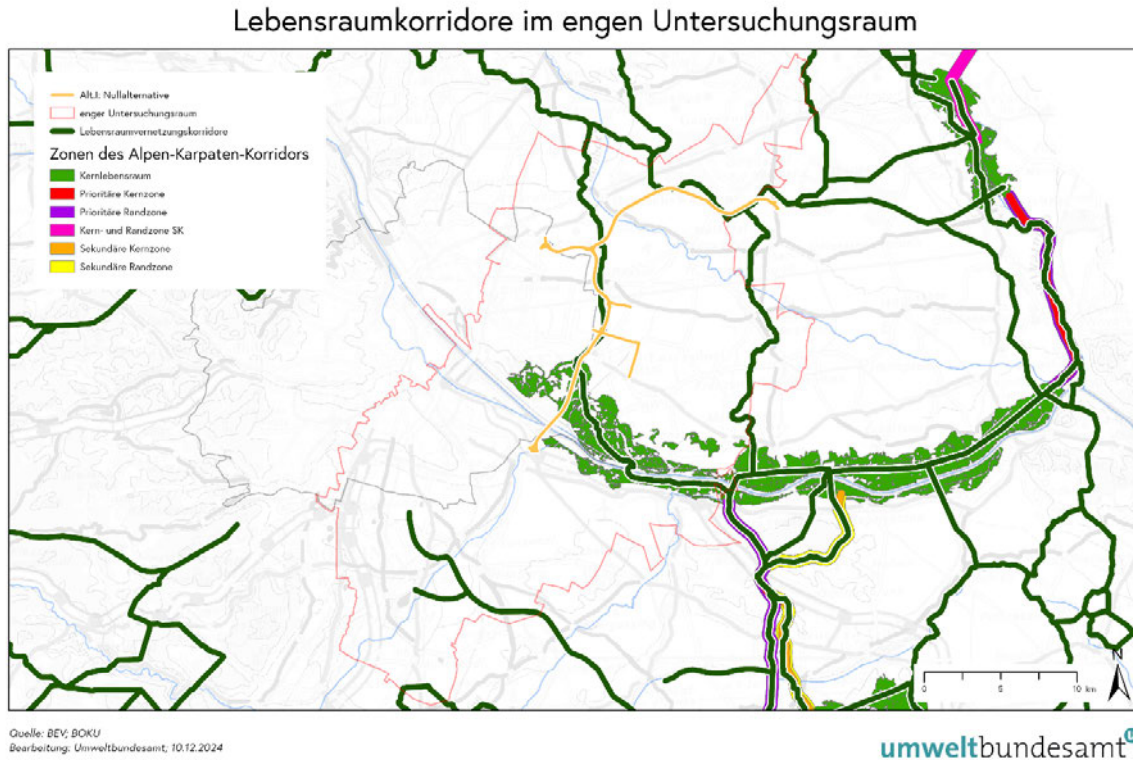 Lebensraumkorridore im engen Untersuchungsraum
Alt.I: Nullalternative
enger Untersuchungsraum
Lebensraumvernetzungskorridore
Zonen des Alpen-Karpaten-Korridors
Kernlebensraum
Prioritäre Kernzone
Prioritäre Randzone
Kern- und Randzone SK
Sekundäre Kernzone
Sekundäre Randzone
N
0 5 10 km
Quelle: BEV; BOKU
Bearbeitung: Umweltbundesamt, 10.12.2024
umweltbundesamt